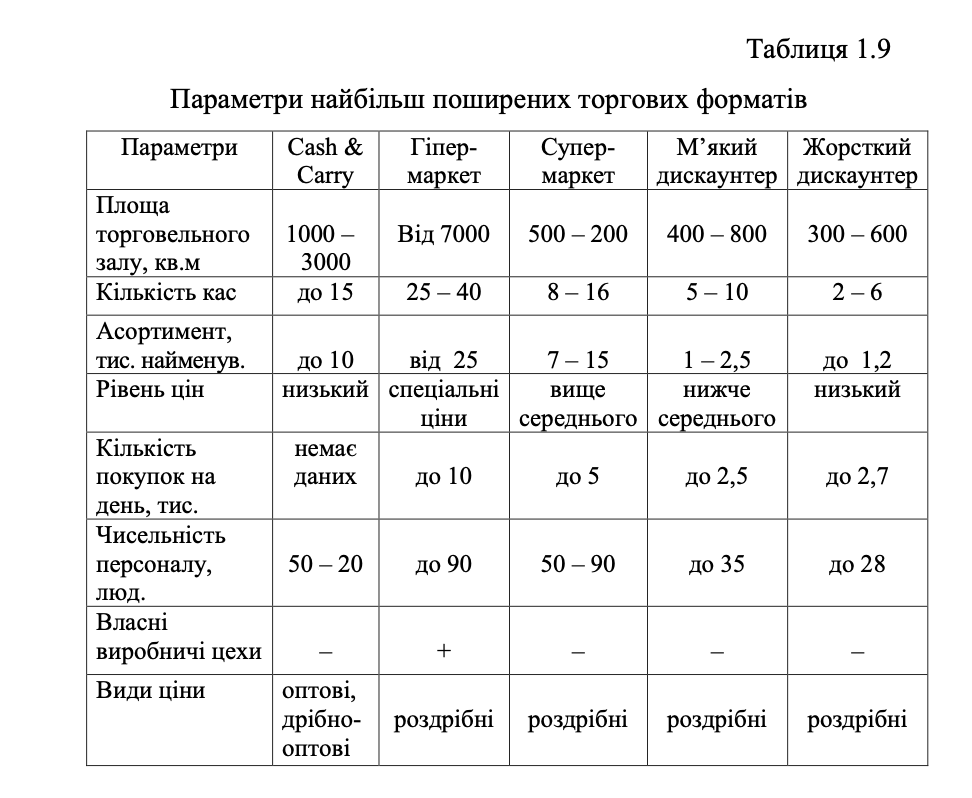 Таблиця 1.9
Параметри найбільш поширених торгових форматів
Параметри Cash & Carry Гіпер- маркет Супер- маркет М’який дискаунтер Жорсткий дискаунтер
Площа торговельного залу, кв.м 1000 – 3000 Від 7000 500 – 200 400 – 800 300 – 600
Кількість кас до 15 25 – 40 8 – 16 5 – 10 2 – 6
Асортимент, тис. найменув. до 10 від 25 7 – 15 1 – 2,5 до 1,2
Рівень цін низький спеціальні ціни вище середнього нижче середнього низький
Кількість покупок на день, тис. немає даних до 10 до 5 до 2,5 до 2,7
Чисельність персоналу, люд. 50 – 20 до 90 50 – 90 до 35 до 28
Власні виробничі цехи – + – – –
Види ціни оптові, дрібно- оптові роздрібні роздрібні роздрібні роздрібні